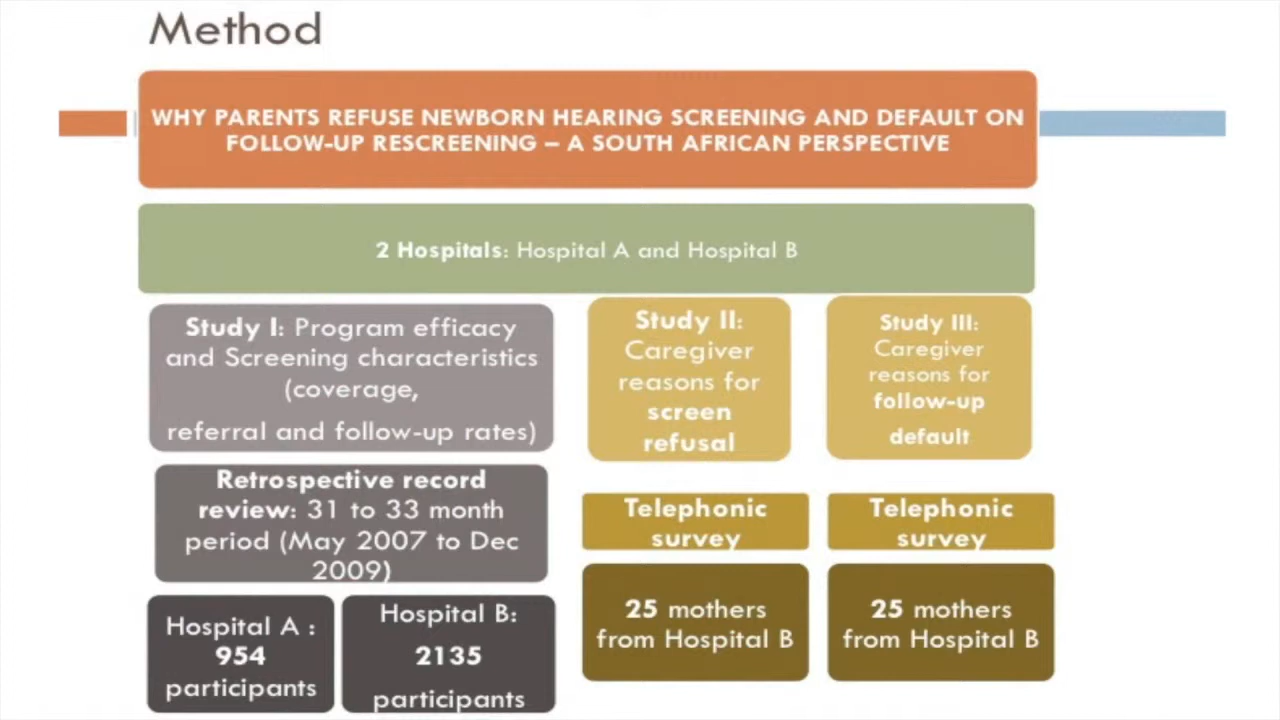 Method
WHY PARENTS REFUSE NEWBORN HEARING SCREENING AND DEFAULT ON
FOLLOW-UP RESCREENING – A SOUTH AFRICAN PERSPECTIVE
2 Hospitals: Hospital A and Hospital B
Study I: Program efficacy
and Screening characteristics
(coverage,
referral and follow-up rates)
Retrospective record
review: 31 to 33 month
period (May 2007 to Dec
2009)
Hospital A :
954
participants
Hospital B:
2135
participants
Study II:
Caregiver
reasons for
screen
refusal
Telephonic
survey
25 mothers
from Hospital B
Study III:
Caregiver
reasons for
follow-up
default
Telephonic
survey
25 mothers
from Hospital B